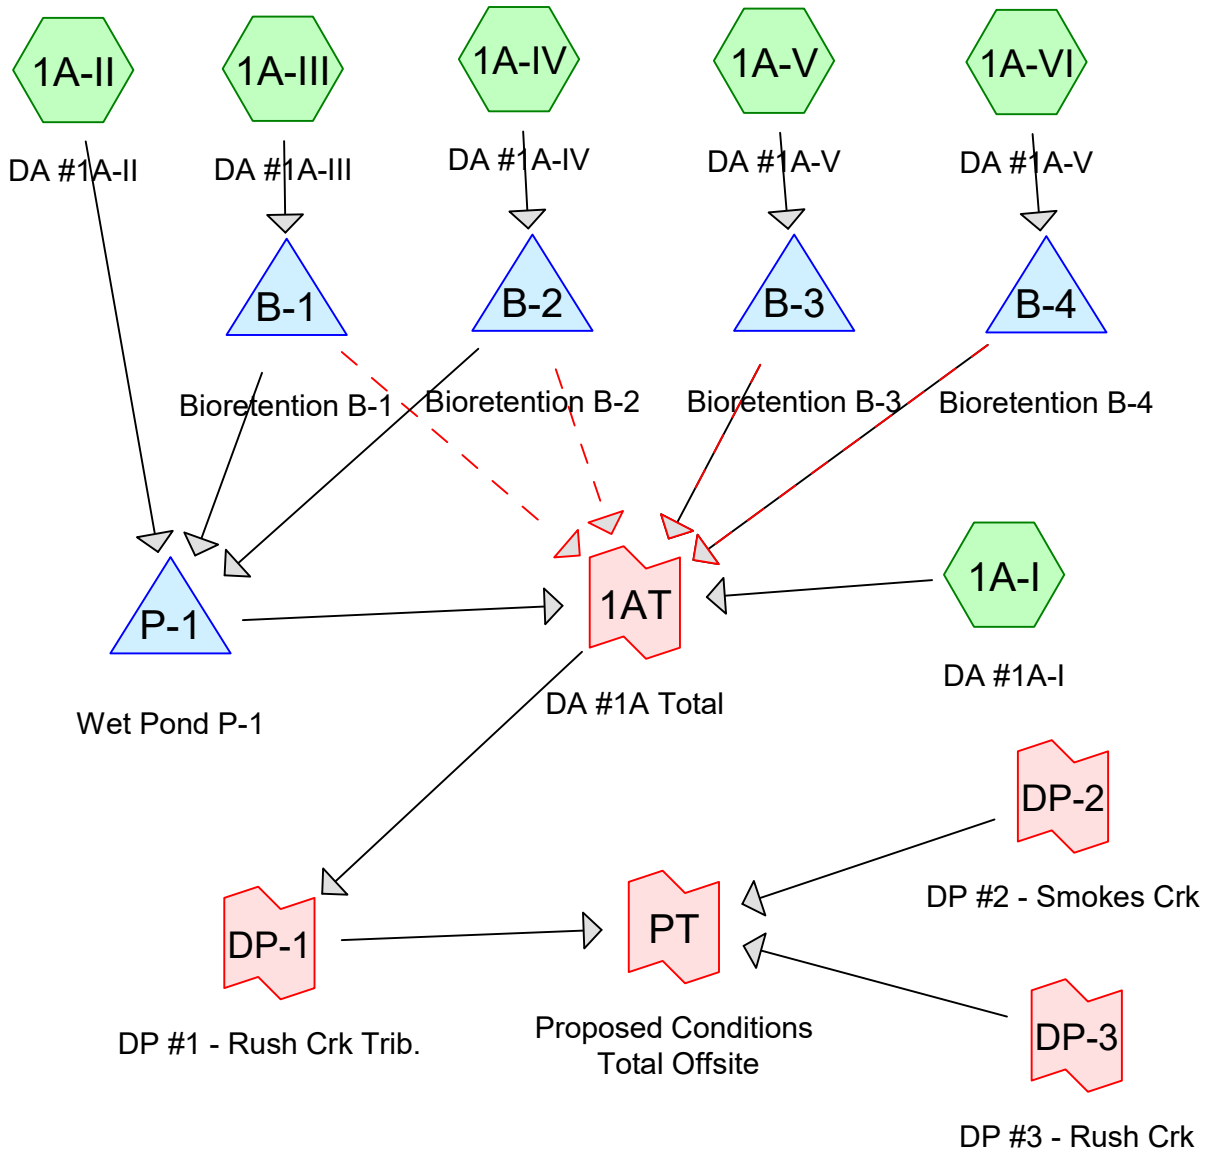 1A-II
1A-III
1A-IV
1A-V
1A-VI
DA #1A-II
DA #1A-III
DA #1A-IV
DA #1A-V
DA #1A-V
B-1
B-2
B-3
B-4
Bioretention B-1
Bioretention B-2
Bioretention B-3
Bioretention B-4
P-1
1AT
1A-I
Wet Pond P-1
DA #1A Total
DA #1A-I
DP-2
DP #2 - Smokes Crk
DP-1
PT
DP #1 - Rush Crk Trib.
Proposed Conditions
Total Offsite
DP-3
DP #3 - Rush Crk